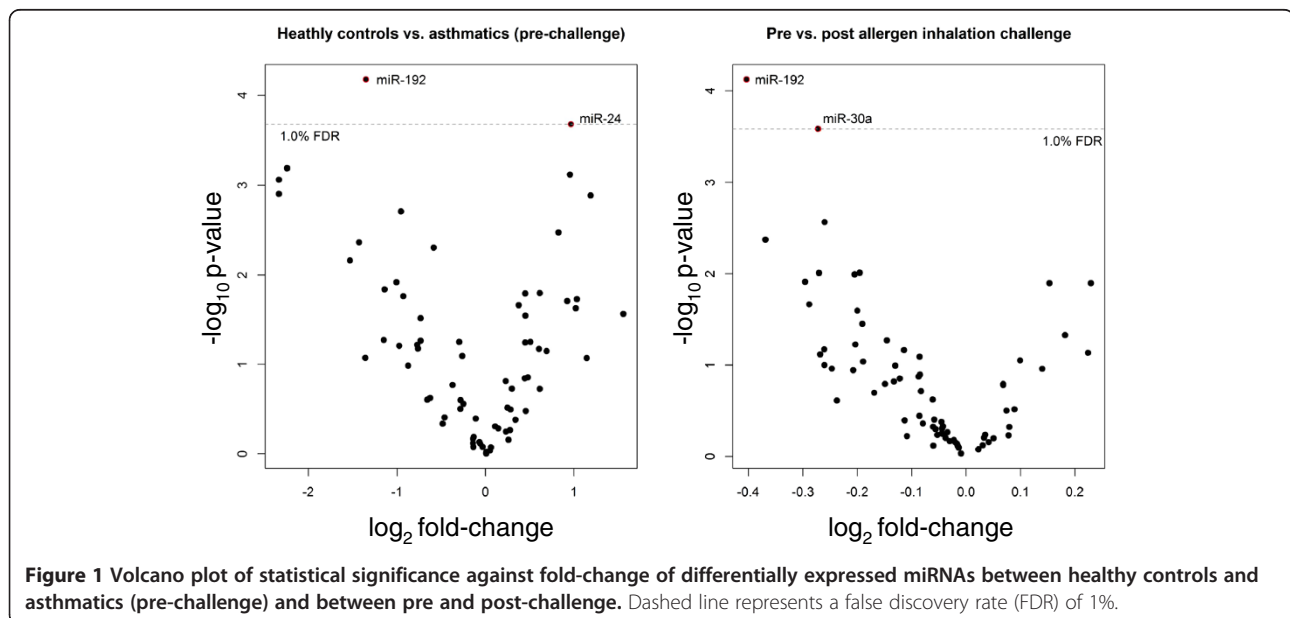 Heathly controls vs. asthmatics (pre-challenge)
Pre vs. post allergen inhalation challenge
-log10 p-value
4
3
2
1
0
miR-192
miR-24
1.0% FDR
-2
-1
0
1
log2 fold-change
-log10 p-value
4
3
2
1
0
miR-192
miR-30a
1.0% FDR
-0.4
-0.3
-0.2
-0.1
0.0
0.1
0.2
log2 fold-change
Figure 1 Volcano plot of statistical significance against fold-change of differentially expressed miRNAs between healthy controls and
asthmatics (pre-challenge) and between pre and post-challenge. Dashed line represents a false discovery rate (FDR) of 1%.